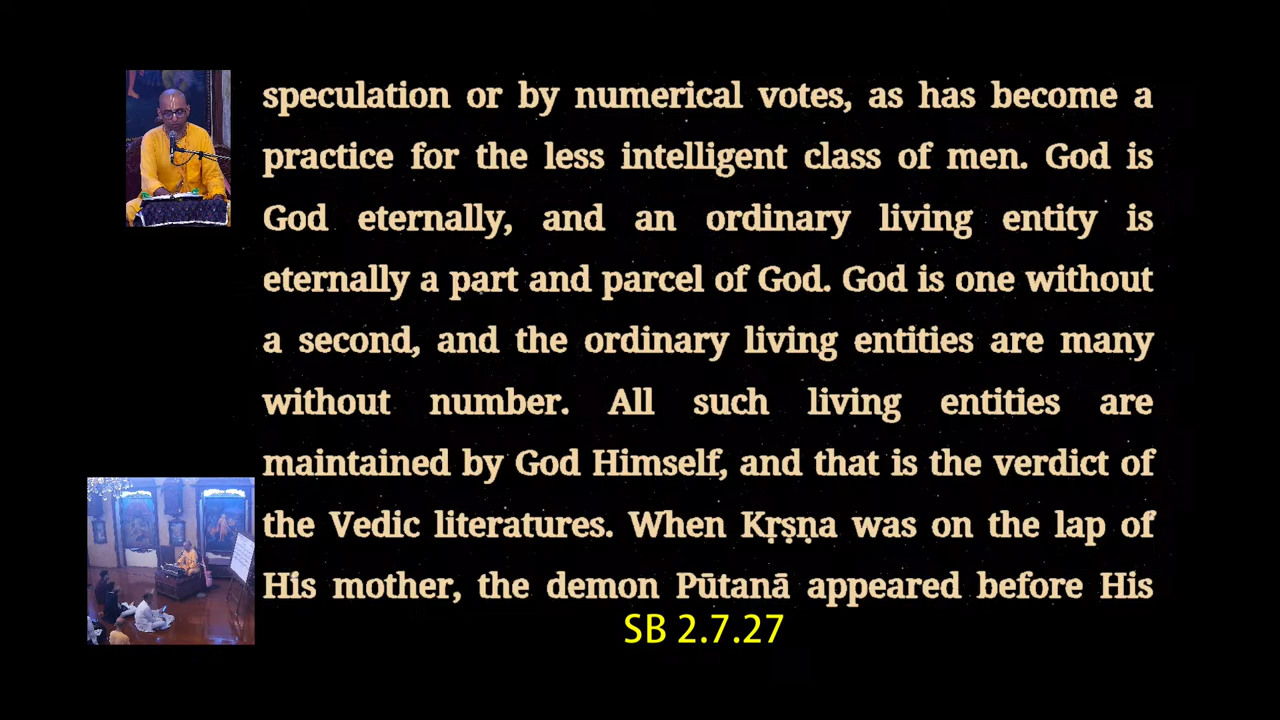 speculation or by numerical votes, as has become a
practice for the less intelligent class of men. God is
God eternally, and an ordinary living entity is
eternally a part and parcel of God. God is one without
a second, and the ordinary living entities are many
without number. All such living entities are
maintained by God Himself, and that is the verdict of
the Vedic literatures. When Kṛṣṇa was on the lap of
His mother, the demon Pūtanā appeared before His
SB 2.7.27